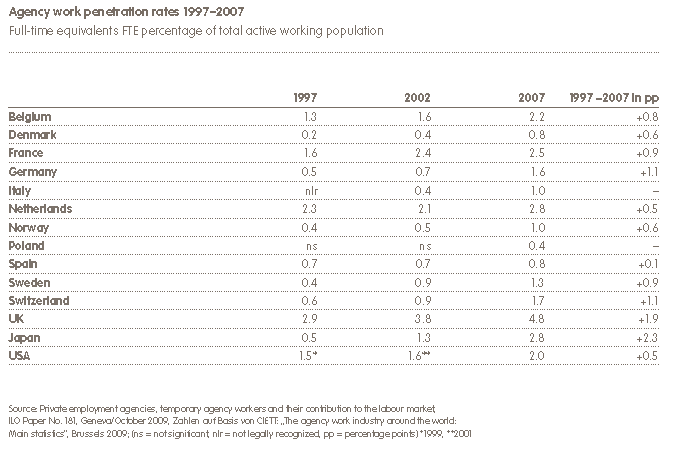 Agency work penetration rates 1997–2007
Full-time equivalents FTE percentage of total active working population
1997 2002 2007 1997 –2007 in pp
Belgium 1.3 1.6 2.2 +0.8
Denmark 0.2 0.4 0.8 +0.6
France 1.6 2.4 2.5 +0.9
Germany 0.5 0.7 1.6 +1.1
Italy nlr 0.4 1.0 –
Netherlands 2.3 2.1 2.8 +0.5
Norway 0.4 0.5 1.0 +0.6
Poland ns ns 0.4 –
Spain 0.7 0.7 0.8 +0.1
Sweden 0.4 0.9 1.3 +0.9
Switzerland 0.6 0.9 1.7 +1.1
UK 2.9 3.8 4.8 +1.9
Japan 0.5 1.3 2.8 +2.3
USA 1.5* 1.6** 2.0 +0.5
Source: Private employment agencies, temporary agency workers and their contribution to the labour market,
ILO Paper No. 181, Geneva/October 2009, Zahlen auf Basis von CIETT: „The agency work industry around the world:
Main statistics“, Brussels 2009; (ns = not significant, nlr = not legally recognized, pp = percentage points) *1999, **2001